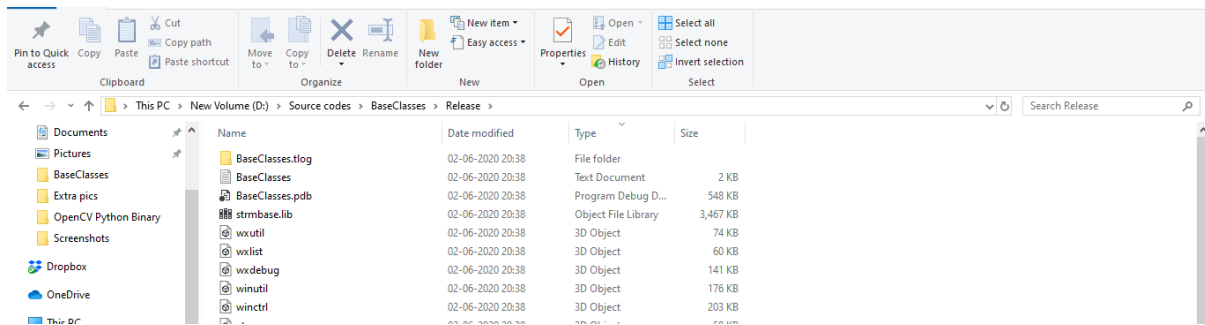 Pin to Quick access
Copy
Paste
Cut
Copy path
Paste shortcut
Clipboard
Move to
Copy to
Delete
Rename
Organize
New folder
New item
Easy access
New
Properties
Open
Edit
History
Open
Select all
Select none
Invert selection
Select
This PC > New Volume (D:) > Source codes > BaseClasses > Release >
Search Release
Documents
Pictures
BaseClasses
Extra pics
OpenCV Python Binary
Screenshots
Dropbox
OneDrive
This PC
Name Date modified Type Size
BaseClasses.tlog 02-06-2020 20:38 File folder
BaseClasses 02-06-2020 20:38 Text Document 2 KB
BaseClasses.pdb 02-06-2020 20:38 Program Debug D... 548 KB
strmbase.lib 02-06-2020 20:38 Object File Library 3,467 KB
wxutil 02-06-2020 20:38 3D Object 74 KB
wxlist 02-06-2020 20:38 3D Object 60 KB
wxdebug 02-06-2020 20:38 3D Object 141 KB
winutil 02-06-2020 20:38 3D Object 176 KB
winctrl 02-06-2020 20:38 3D Object 203 KB